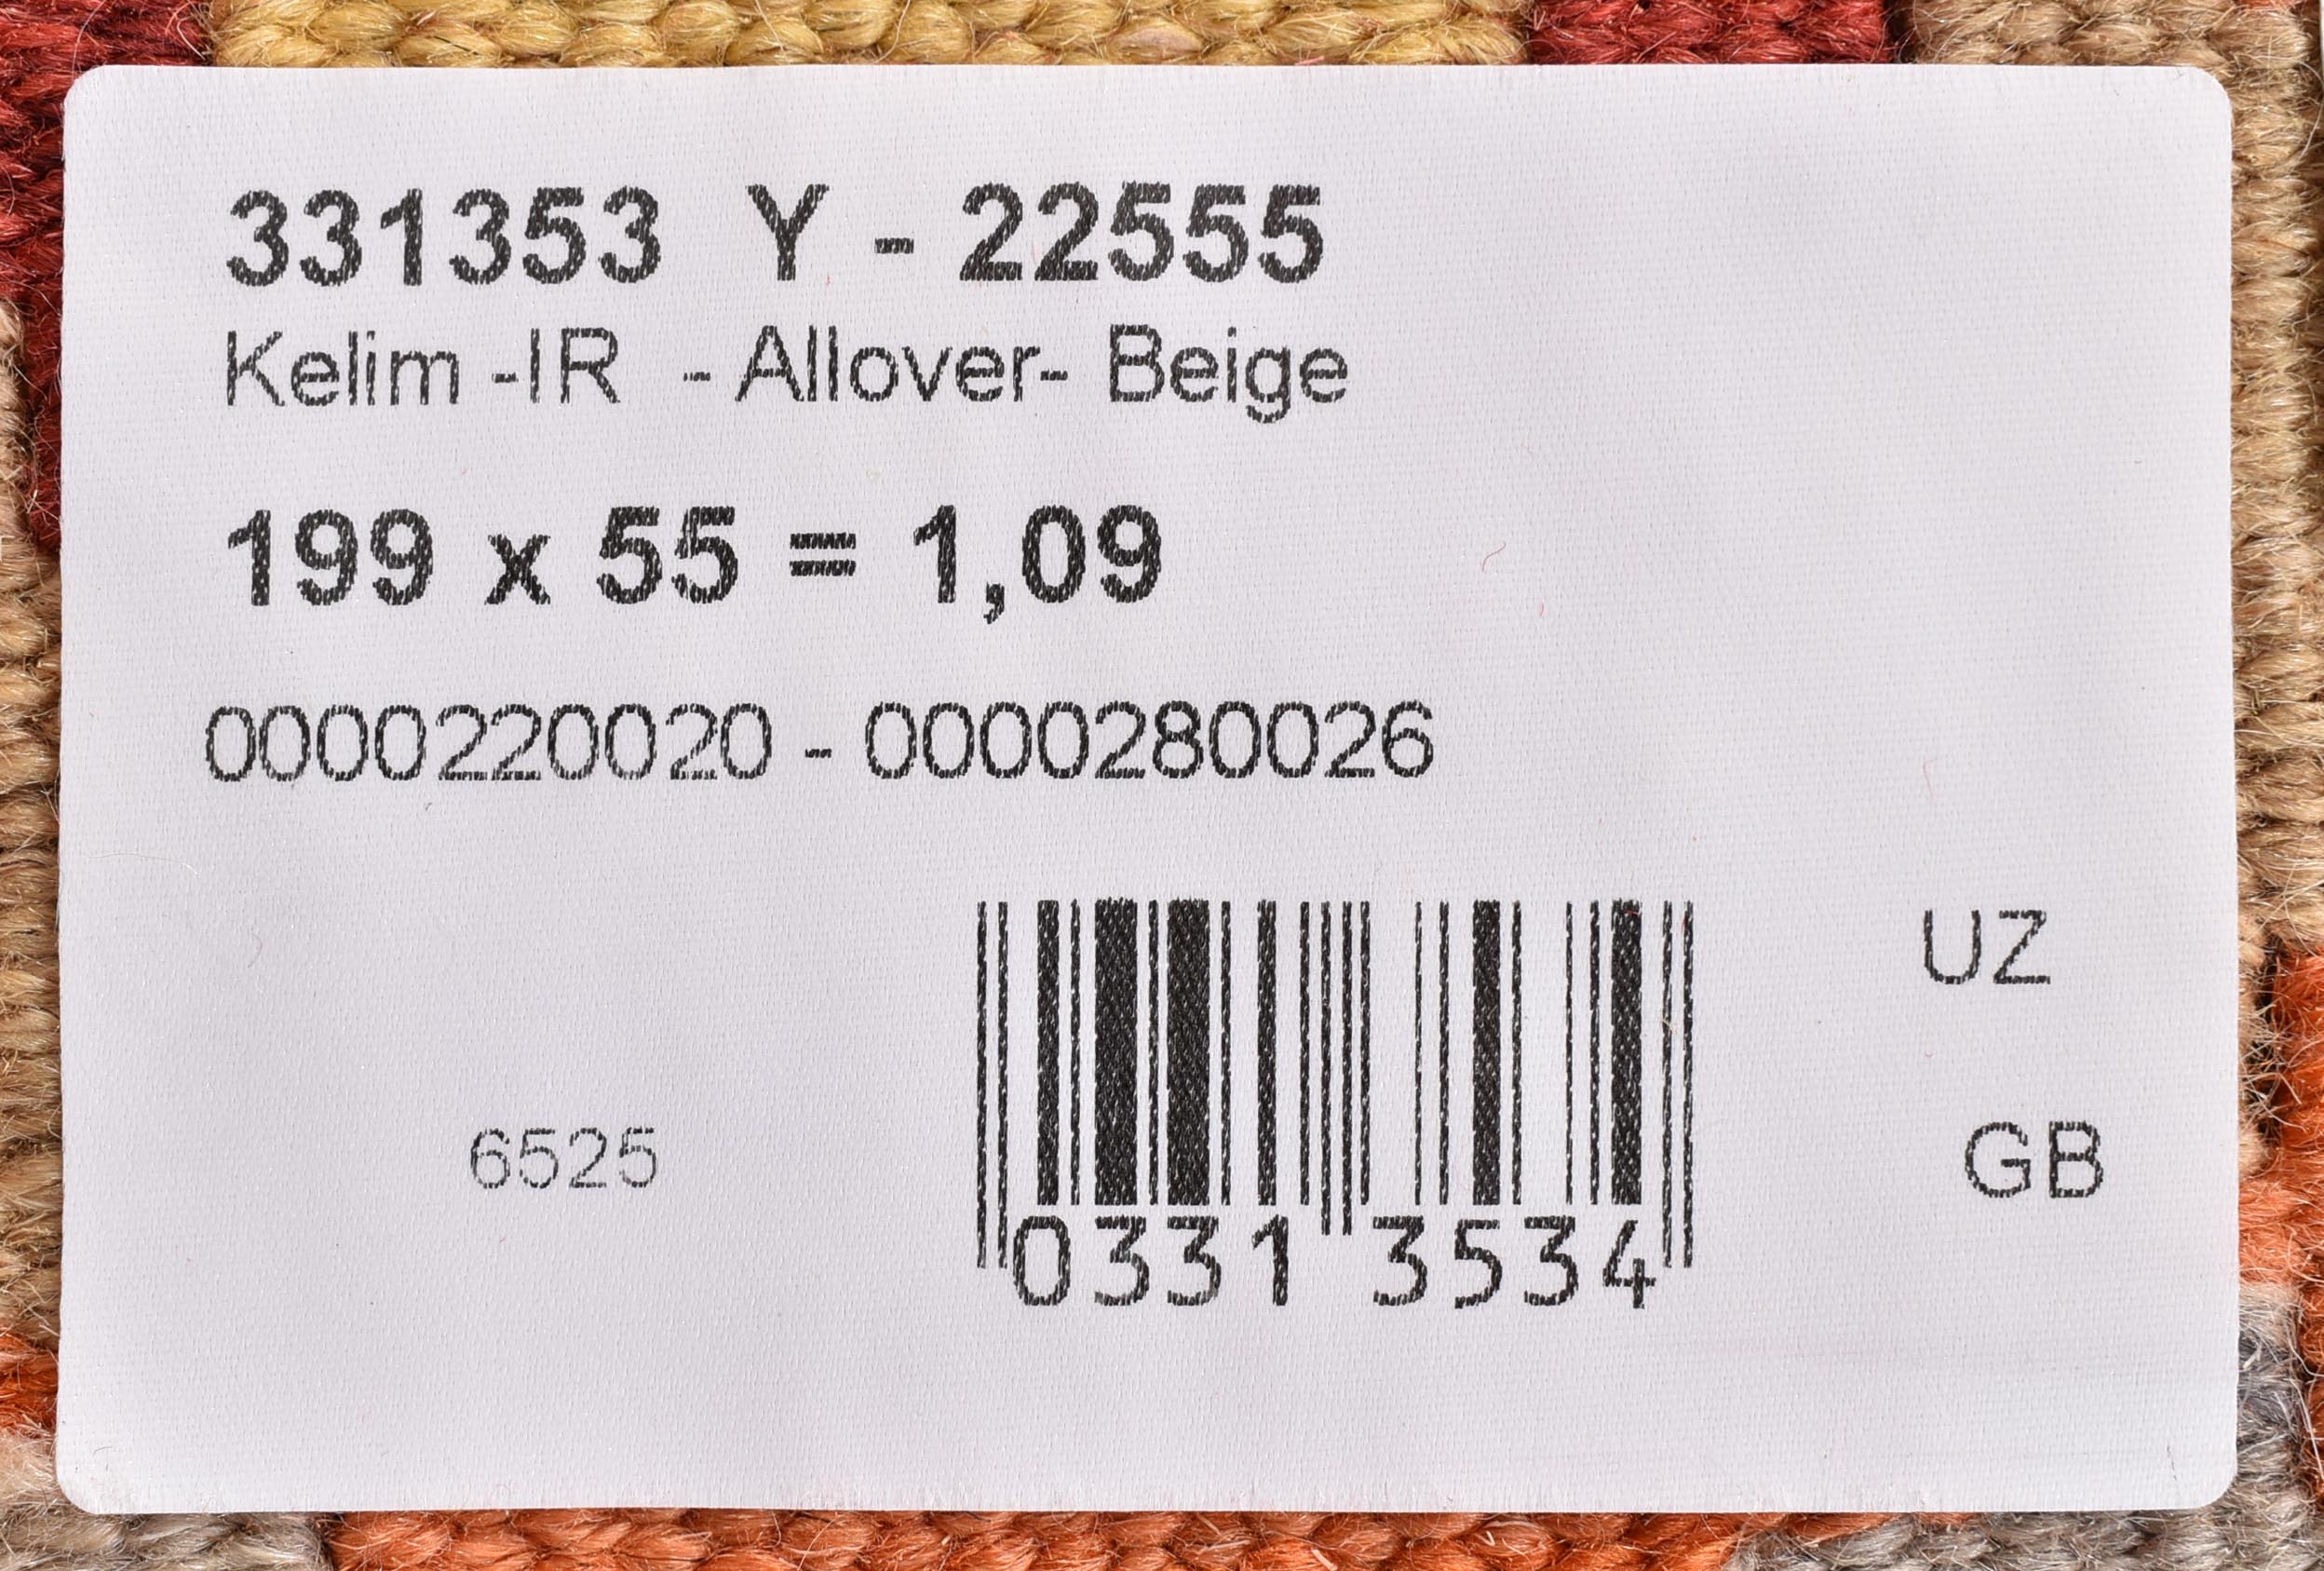 331353 Y - 22555
Kelim -IR - Allover- Beige
199 x 55 = 1,09
0000220020 - 0000280026
UZ
6525
GB
0331 3534